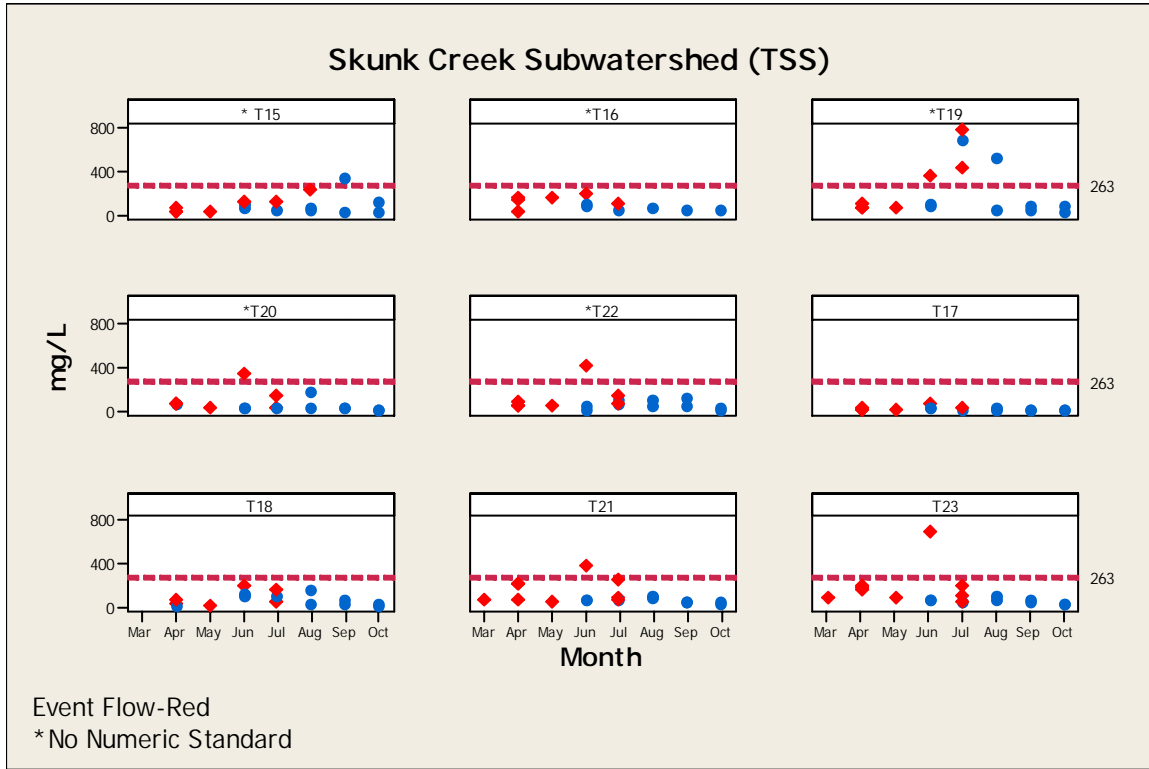 Skunk Creek Subwatershed (TSS)
* T15
*T16
*T19
800
400
0
263
*T20
*T22
T17
800
400
0
263
mg/L
T18
T21
T23
800
400
0
263
Mar Apr May Jun Jul Aug Sep Oct
Mar Apr May Jun Jul Aug Sep Oct
Mar Apr May Jun Jul Aug Sep Oct
Month
Event Flow-Red
*No Numeric Standard